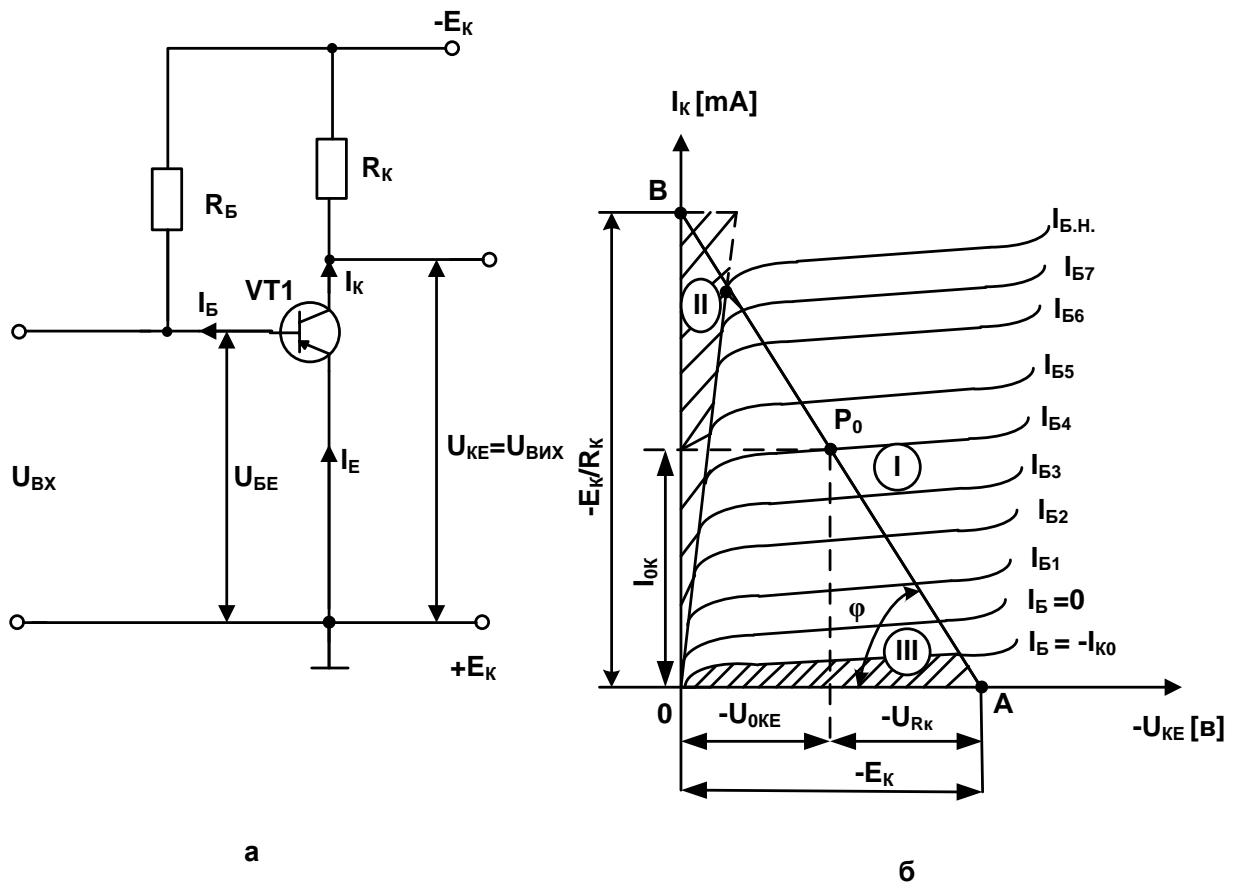 -EК
RК
RБ
VT1
IК
IБ
UКЕ=UВИХ
IЕ
UБЕ
UВХ
+EК
а
IК [mA]
В
IБ.Н.
IБ7
II
IБ6
IБ5
P0
IБ4
-EК/RК
I
IБ3
IБ2
I0К
IБ1
φ
IБ =0
III
IБ = -IК0
0
-U0КЕ
-URк
А
-UКЕ [в]
-EК
б